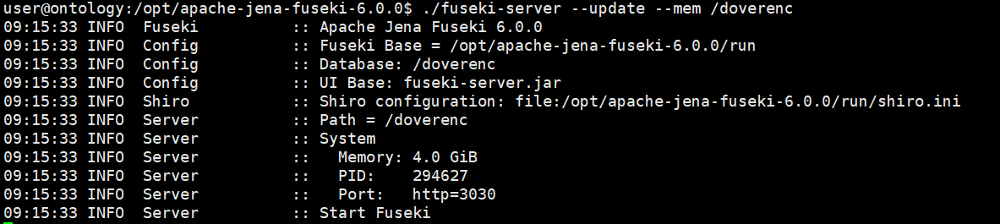 user@ontology:/opt/apache-jena-fuseki-6.0.0$ ./fuseki-server --update --mem /doverenc
09:15:33 INFO  Fuseki          :: Apache Jena Fuseki 6.0.0
09:15:33 INFO  Config          :: Fuseki Base = /opt/apache-jena-fuseki-6.0.0/run
09:15:33 INFO  Config          :: Database: /doverenc
09:15:33 INFO  Config          :: UI Base: fuseki-server.jar
09:15:33 INFO  Shiro           :: Shiro configuration: file:/opt/apache-jena-fuseki-6.0.0/run/shiro.ini
09:15:33 INFO  Server          :: Path = /doverenc
09:15:33 INFO  Server          :: System
09:15:33 INFO  Server          ::   Memory: 4.0 GiB
09:15:33 INFO  Server          ::   PID:    294627
09:15:33 INFO  Server          ::   Port:   http=3030
09:15:33 INFO  Server          :: Start Fuseki